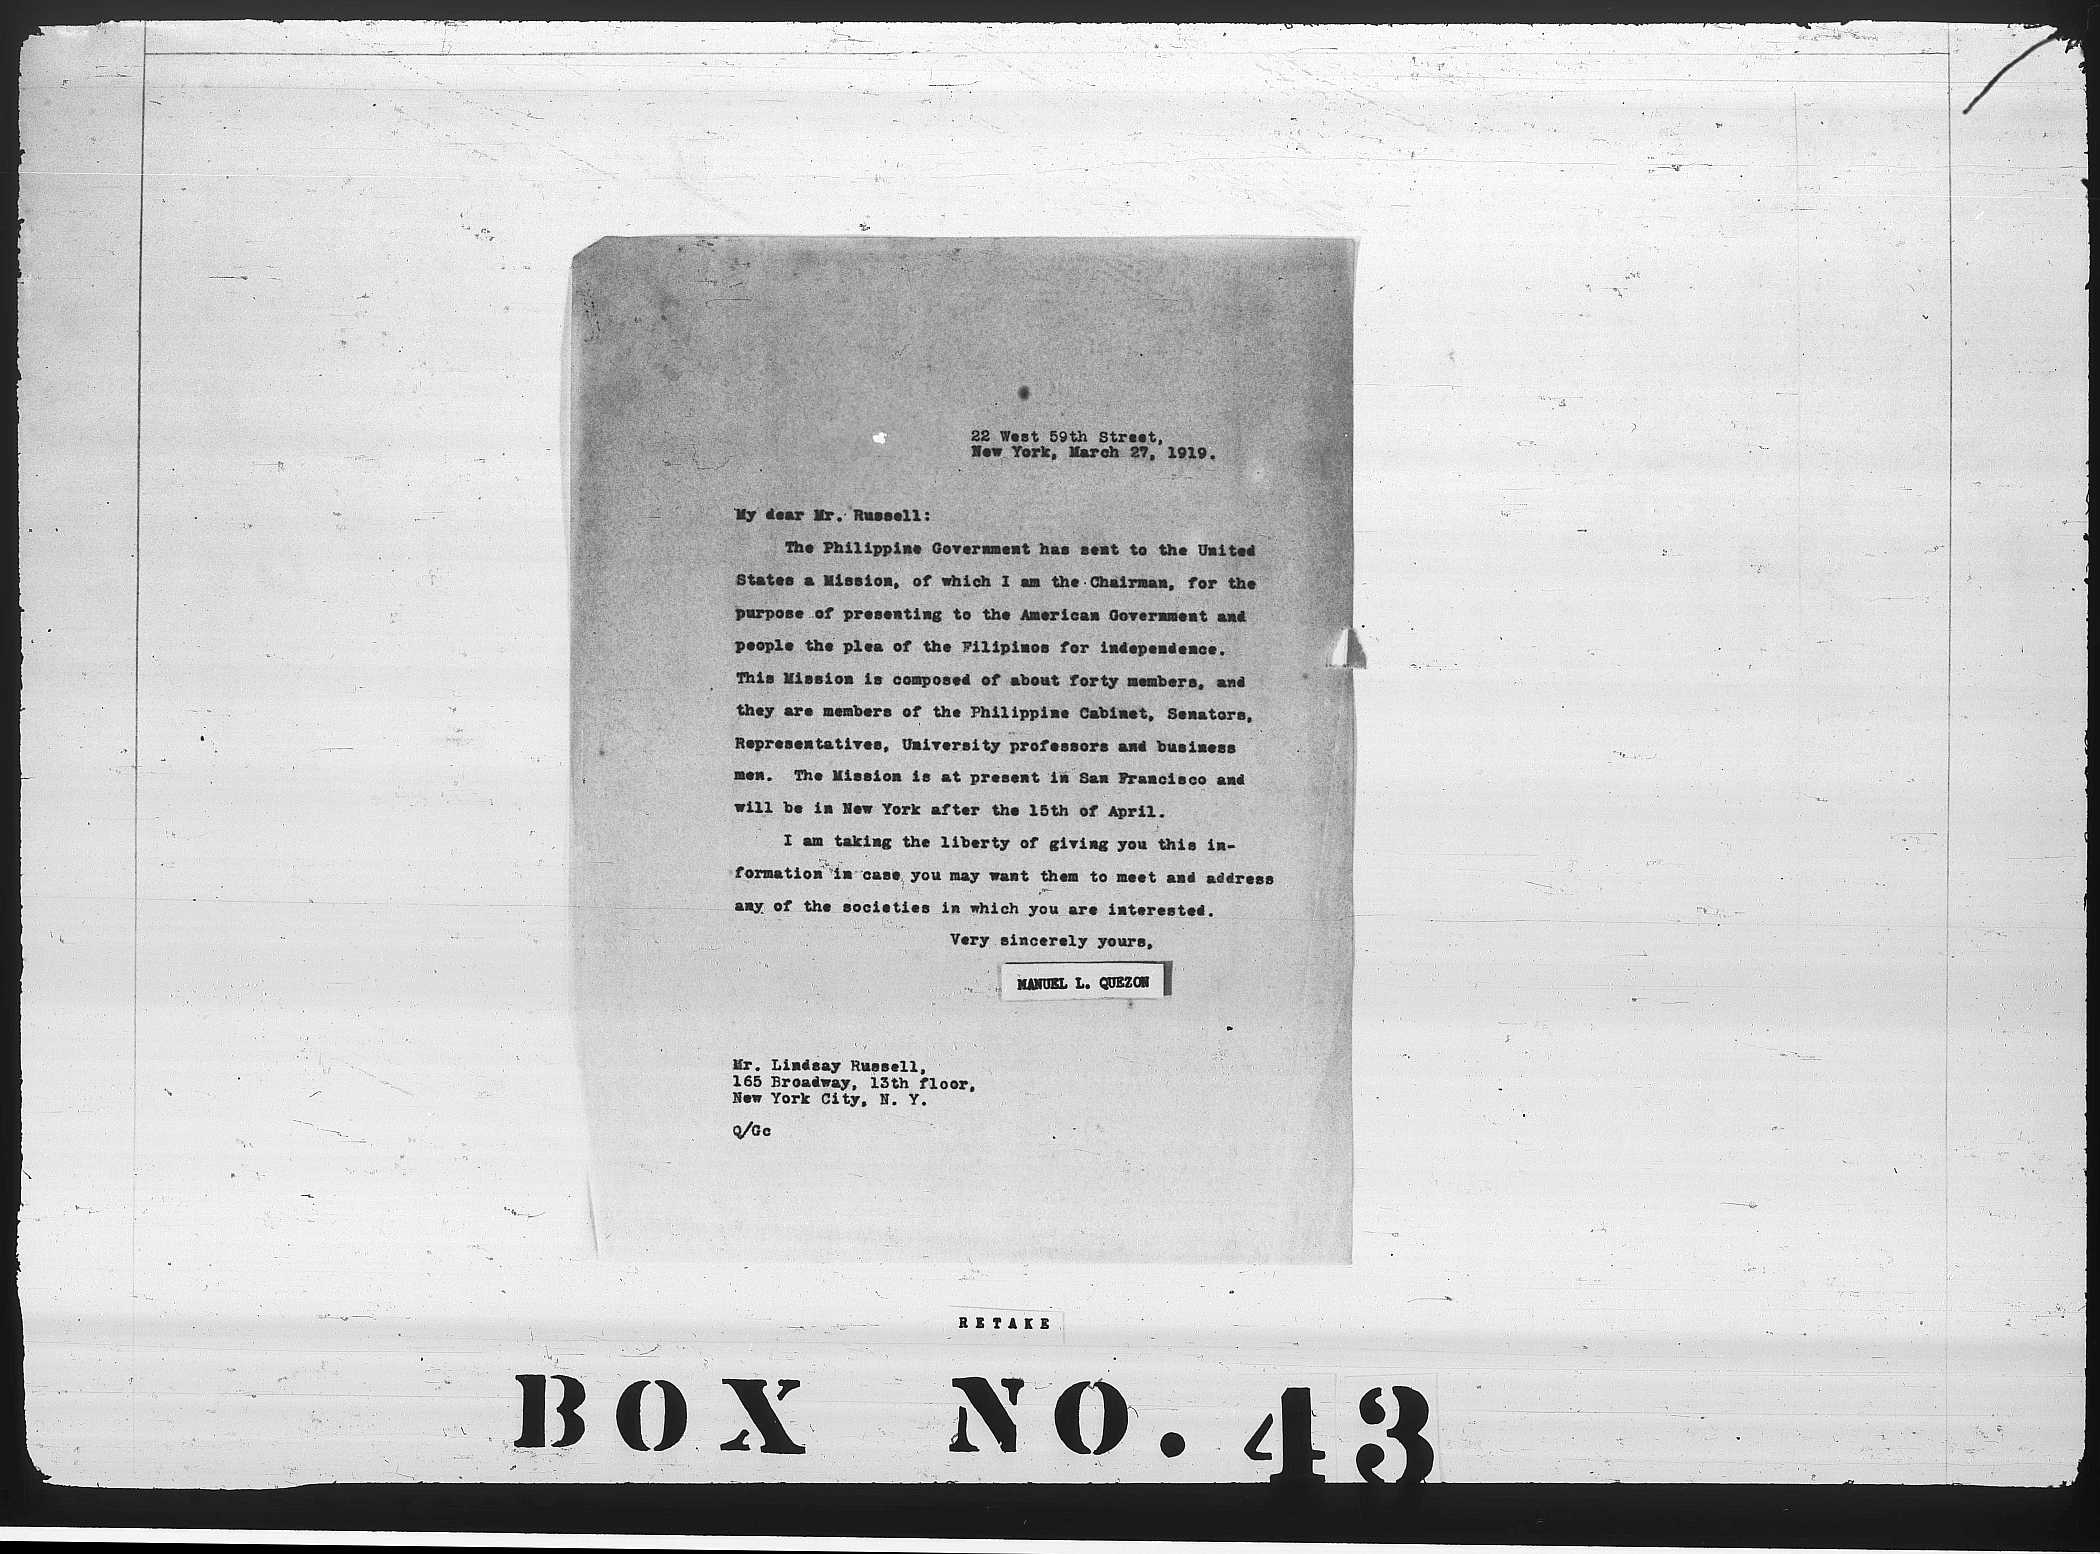 22 West 59th Street,
New York, March 27, 1919.
My dear Mr. Russell:
The Philippine Government has sent to the United
States a Mission, of which I am the Chairman, for the
purpose of presenting to the American Government and
people the plea of the Filipinos for independence.
This Mission is composed of about forty members, and
they are members of the Philippine Cabinet, Senators,
Representatives, University professors and business
men. The Mission is at present in San Francisco and
will be in New York after the 15th of April.
I am taking the liberty of giving you this in-
formation in case you may want them to meet and address
any of the societies in which you are interested.
Very sincerely yours,
MANUEL L. QUEZON
Mr. Lindsay Russell,
165 Broadway, 13th floor,
New York City, N. Y.
Q/Gc
RETAKE
BOX NO. 43